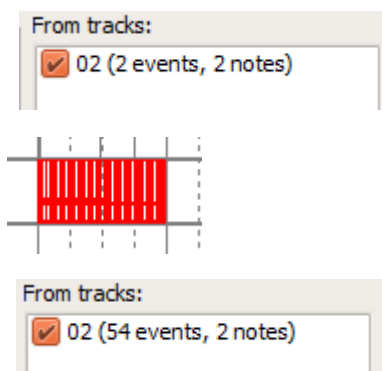 From tracks:
02 (2 events, 2 notes)
From tracks:
02 (54 events, 2 notes)